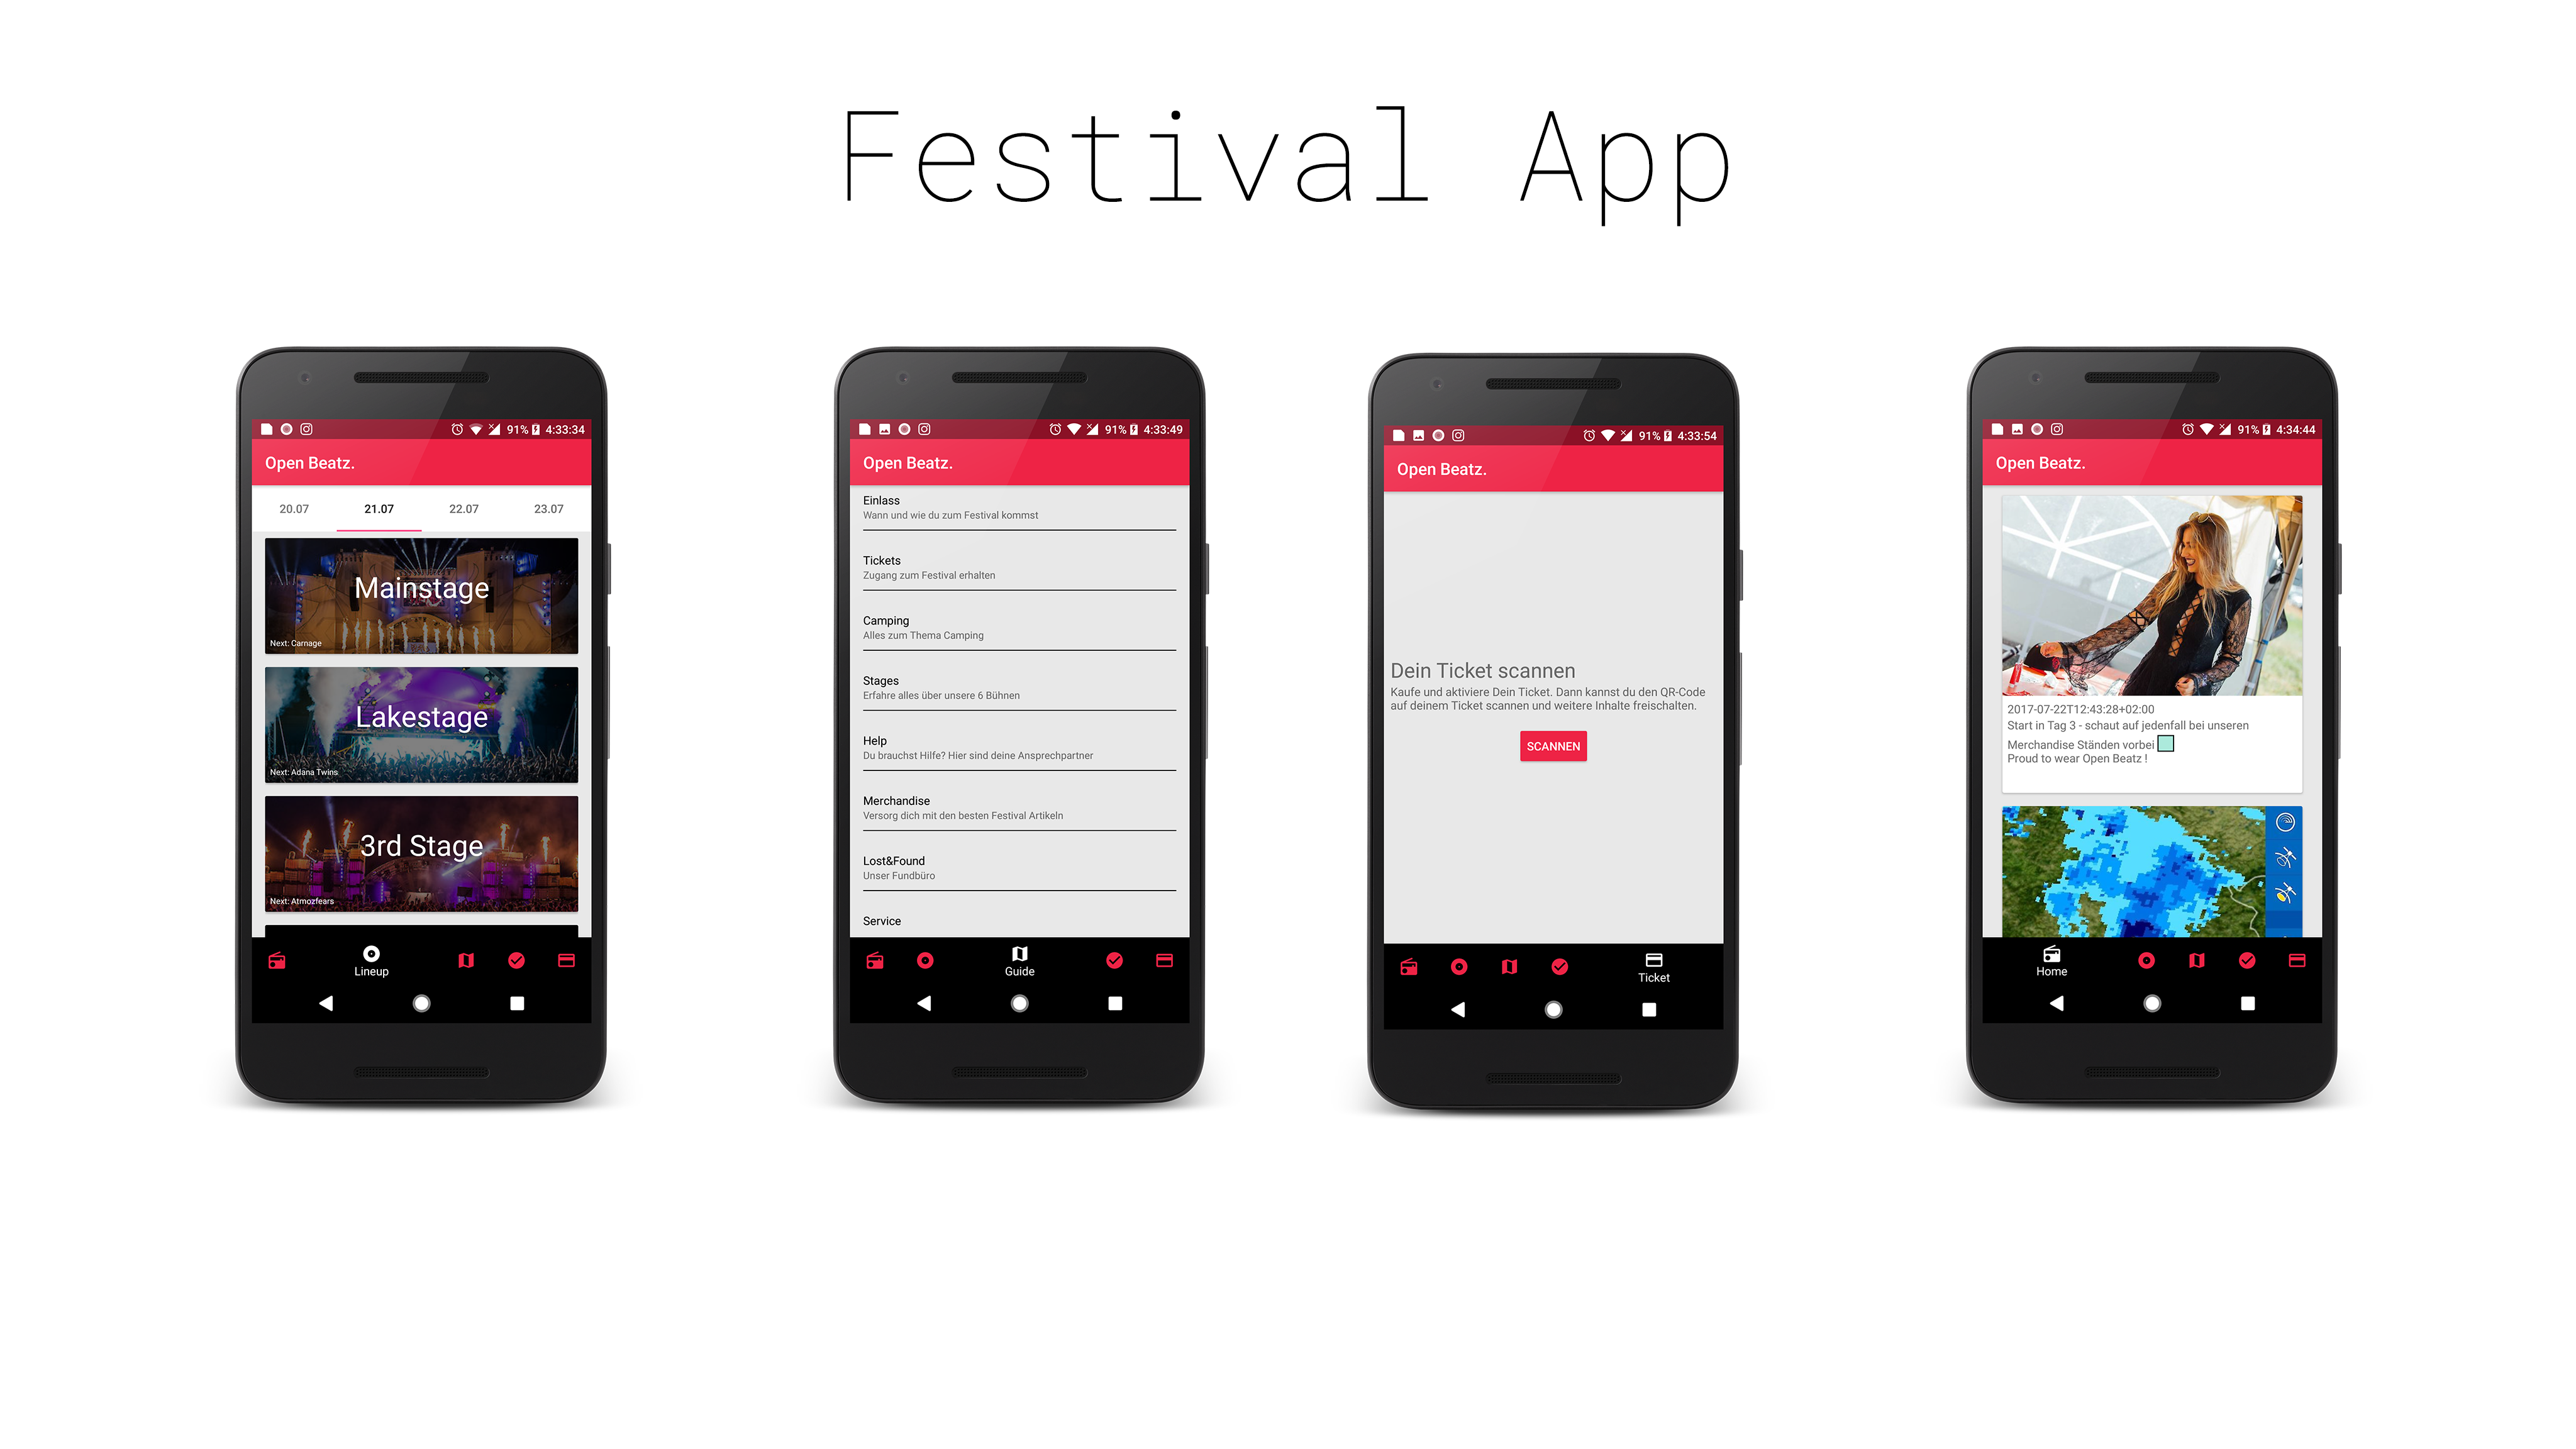 Festival App
91% 4:33:34
Open Beatz.
20.07 21.07 22.07 23.07
Mainstage
Next: Carnage
Lakestage
Next: Adana Twins
3rd Stage
Next: Atmozfears
Lineup
91% 4:33:49
Open Beatz.
Einlass
Wann und wie du zum Festival kommst
Tickets
Zugang zum Festival erhalten
Camping
Alles zum Thema Camping
Stages
Erfahre alles über unsere 6 Bühnen
Help
Du brauchst Hilfe? Hier sind deine Ansprechpartner
Merchandise
Versorg dich mit den besten Festival Artikeln
Lost&Found
Unser Fundbüro
Service
Guide
91% 4:33:54
Open Beatz.
Dein Ticket scannen
Kaufe und aktiviere Dein Ticket. Dann kannst du den QR-Code
auf deinem Ticket scannen und weitere Inhalte freischalten.
SCANNEN
Ticket
91% 4:34:44
Open Beatz.
2017-07-22T12:43:28+02:00
Start in Tag 3 - schaut auf jedenfall bei unseren
Merchandise Ständen vorbei
Proud to wear Open Beatz !
Home